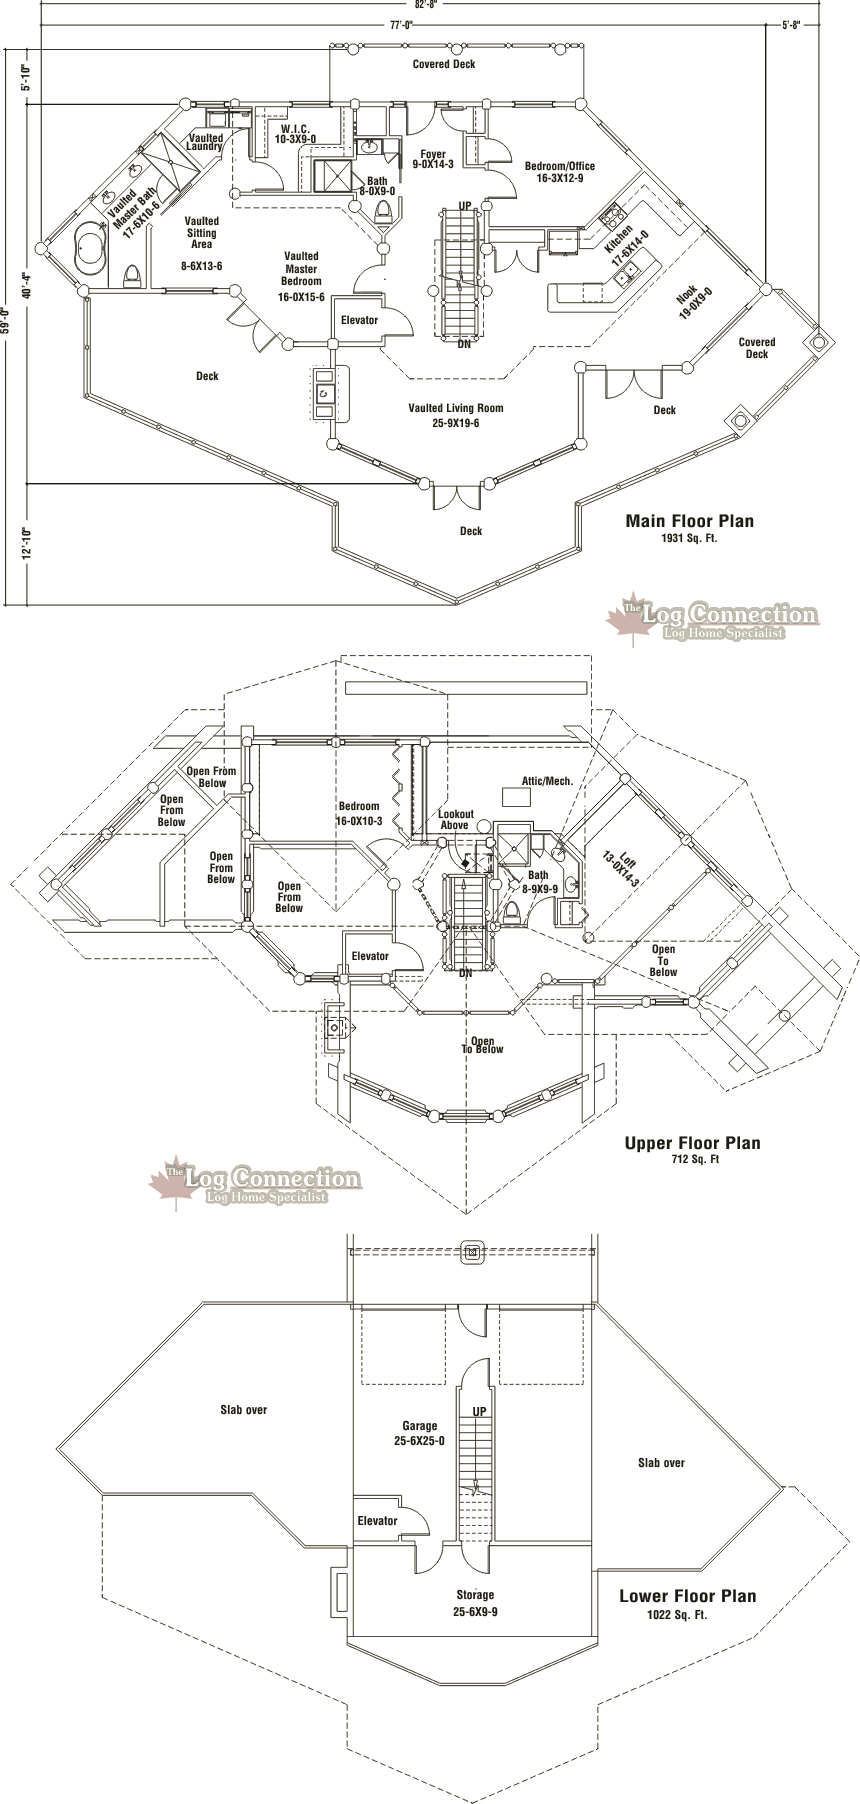 82'-8"
77'-0"
5'-8"
5'-10"
40'-4"
59'-0"
12'-10"
Covered Deck
Vaulted
Laundry
W.I.C.
10-3X9-0
Foyer
9-0X14-3
Bedroom/Office
16-3X12-9
Bath
8-0X9-0
Vaulted
Master Bath
17-6X10-6
Vaulted
Sitting
Area
8-6X13-6
Vaulted
Master
Bedroom
16-0X15-6
UP
DN
Kitchen
17-6X14-0
Nook
19-0X9-0
Elevator
Covered
Deck
Deck
Vaulted Living Room
25-9X19-6
Deck
Deck
Main Floor Plan
1931 Sq. Ft.
The Log Connection
Log Home Specialist
Open From
Below
Open
From
Below
Bedroom
16-0X10-3
Attic/Mech.
Lookout
Above
Loft
13-0X14-3
Open
From
Below
Open
From
Below
Bath
8-9X9-9
Elevator
DN
Open
To
Below
Open
To Below
Upper Floor Plan
712 Sq. Ft
The Log Connection
Log Home Specialist
Slab over
Garage
25-6X25-0
UP
Slab over
Elevator
Storage
25-6X9-9
Lower Floor Plan
1022 Sq. Ft.